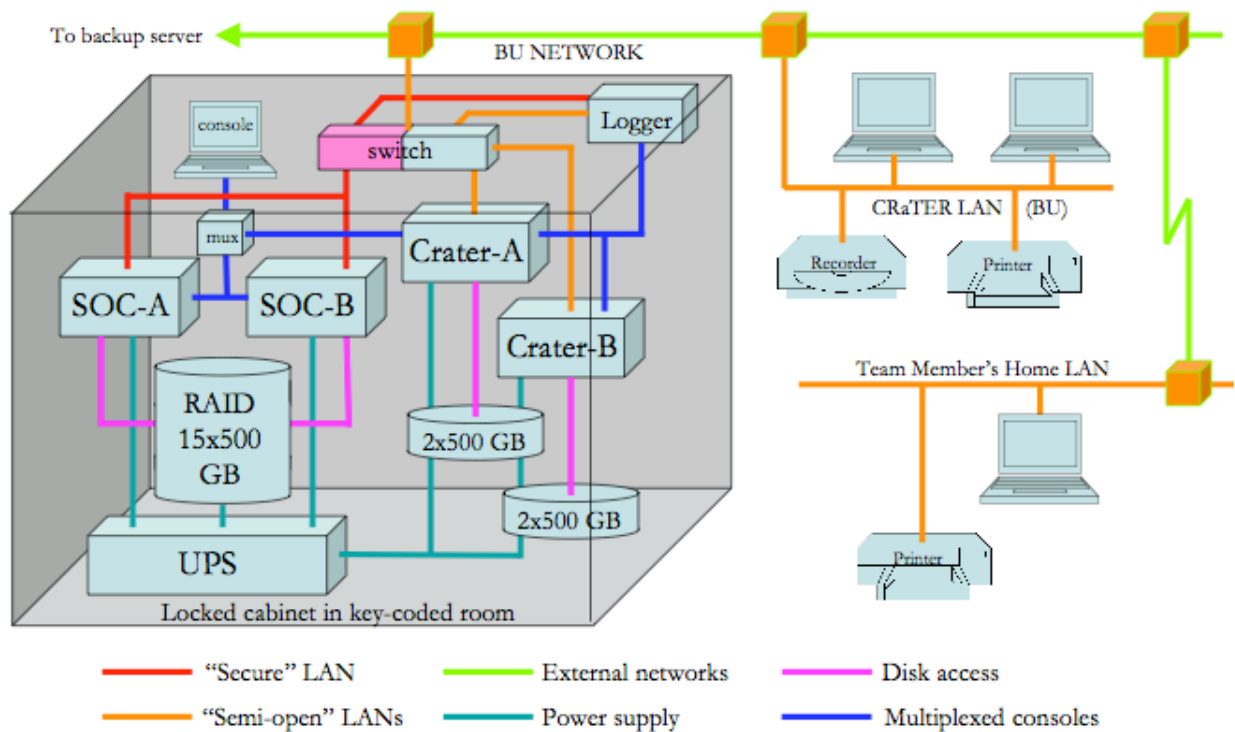 To backup server
BU NETWORK
console
Logger
switch
mux
Crater-A
SOC-A
SOC-B
Crater-B
RAID
15x500
GB
2x500 GB
2x500 GB
UPS
Locked cabinet in key-coded room
CRaTER LAN (BU)
Recorder
Printer
Team Member's Home LAN
Printer
"Secure" LAN
External networks
Disk access
"Semi-open" LANs
Power supply
Multiplexed consoles